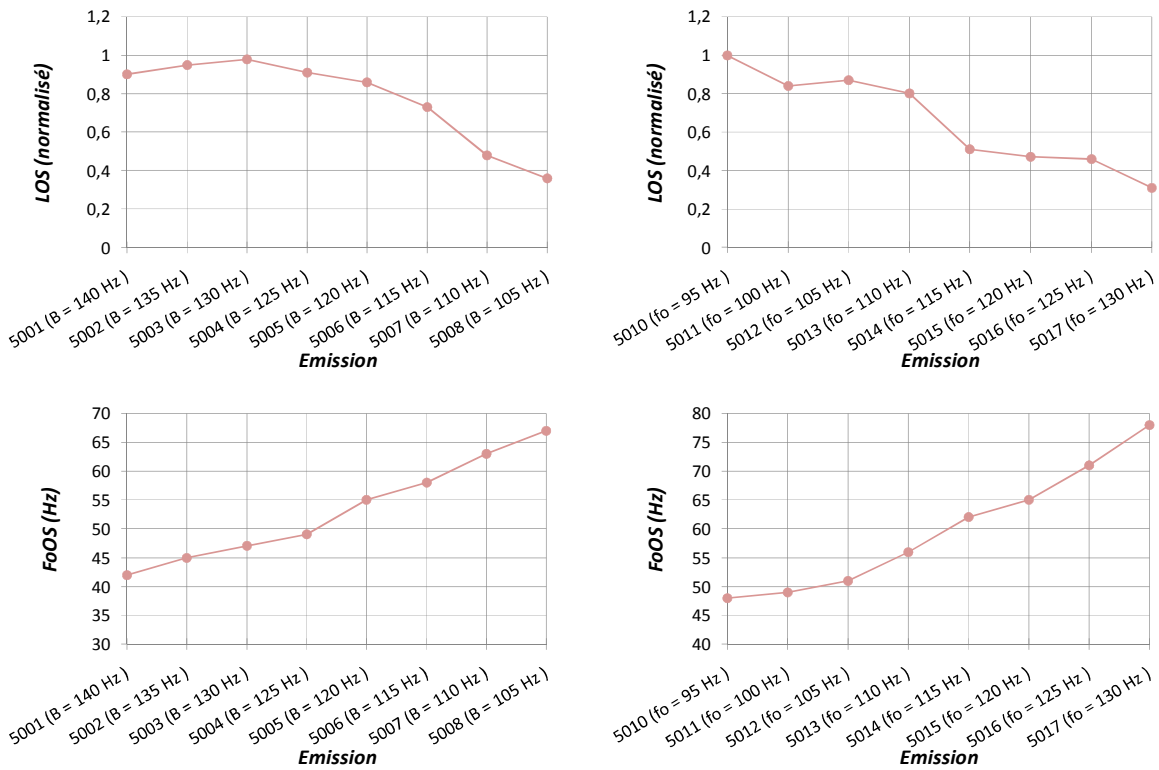 1,2
1
0,8
0,6
0,4
0,2
0
LOS (normalisé)
5001 (B = 140 Hz )
5002 (B = 135 Hz )
5003 (B = 130 Hz )
5004 (B = 125 Hz )
5005 (B = 120 Hz )
5006 (B = 115 Hz )
5007 (B = 110 Hz )
5008 (B = 105 Hz )
Emission
1,2
1
0,8
0,6
0,4
0,2
0
LOS (normalisé)
5010 (fo = 95 Hz )
5011 (fo = 100 Hz )
5012 (fo = 105 Hz )
5013 (fo = 110 Hz )
5014 (fo = 115 Hz )
5015 (fo = 120 Hz )
5016 (fo = 125 Hz )
5017 (fo = 130 Hz )
Emission
70
65
60
55
50
45
40
35
30
FoOS (Hz)
5001 (B = 140 Hz )
5002 (B = 135 Hz )
5003 (B = 130 Hz )
5004 (B = 125 Hz )
5005 (B = 120 Hz )
5006 (B = 115 Hz )
5007 (B = 110 Hz )
5008 (B = 105 Hz )
Emission
80
75
70
65
60
55
50
45
40
FoOS (Hz)
5010 (fo = 95 Hz )
5011 (fo = 100 Hz )
5012 (fo = 105 Hz )
5013 (fo = 110 Hz )
5014 (fo = 115 Hz )
5015 (fo = 120 Hz )
5016 (fo = 125 Hz )
5017 (fo = 130 Hz )
Emission